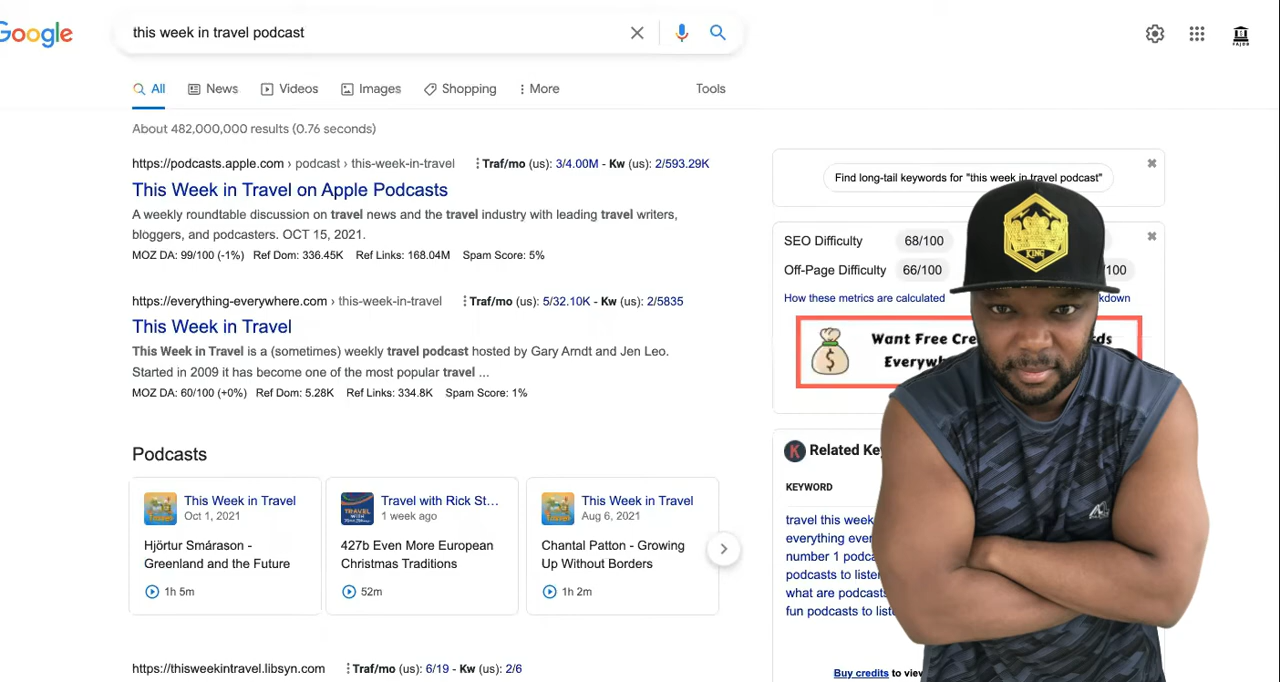 Google
this week in travel podcast
All News Videos Images Shopping More Tools
About 482,000,000 results (0.76 seconds)
https://podcasts.apple.com › podcast › this-week-in-travel Traf/mo (us): 3/4.00M - Kw (us): 2/593.29K
This Week in Travel on Apple Podcasts
A weekly roundtable discussion on travel news and the travel industry with leading travel writers,
bloggers, and podcasters. OCT 15, 2021.
MOZ DA: 99/100 (-1%) Ref Dom: 336.45K Ref Links: 168.04M Spam Score: 5%
https://everything-everywhere.com › this-week-in-travel Traf/mo (us): 5/32.10K - Kw (us): 2/5835
This Week in Travel
This Week in Travel is a (sometimes) weekly travel podcast hosted by Gary Arndt and Jen Leo.
Started in 2009 it has become one of the most popular travel ...
MOZ DA: 60/100 (+0%) Ref Dom: 5.28K Ref Links: 334.8K Spam Score: 1%
Podcasts
This Week in Travel
Oct 1, 2021
Hjörtur Smárason -
Greenland and the Future
1h 5m
Travel with Rick St...
1 week ago
427b Even More European
Christmas Traditions
52m
This Week in Travel
Aug 6, 2021
Chantal Patton - Growing
Up Without Borders
1h 2m
https://thisweekintravel.libsyn.com Traf/mo (us): 6/19 - Kw (us): 2/6
Find long-tail keywords for "this week in travel podcast"
SEO Difficulty 68/100
Off-Page Difficulty 66/100 /100
How these metrics are calculated
Want Free Cre
Everywh
KING
Related Key
KEYWORD
travel this week
everything ever
number 1 podca
podcasts to listen
what are podcasts
fun podcasts to liste
Buy credits to view